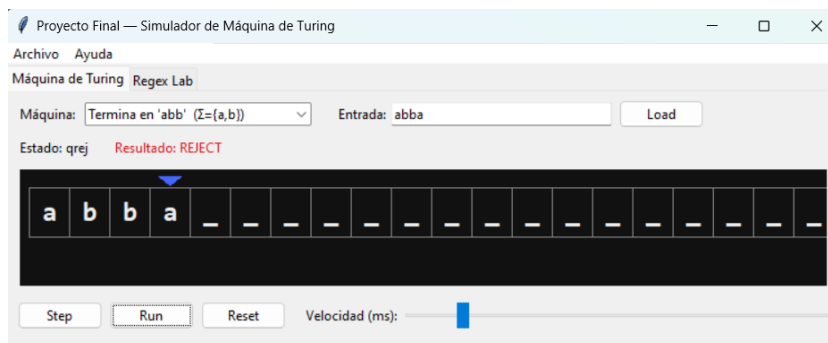 Proyecto Final — Simulador de Máquina de Turing
Archivo Ayuda
Máquina de Turing Regex Lab
Máquina: Termina en 'abb' (Σ={a,b}) Entrada: abba Load
Estado: qrej Resultado: REJECT
a b b a _ _ _ _ _ _ _ _ _ _ _ _
Step Run Reset Velocidad (ms):